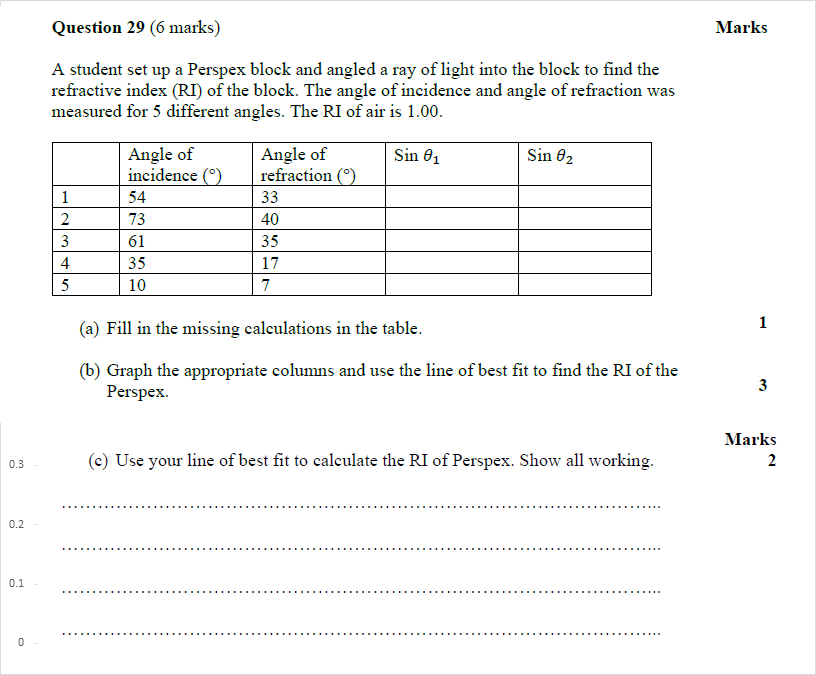 Question 29 (6 marks) Marks
A student set up a Perspex block and angled a ray of light into the block to find the
refractive index (RI) of the block. The angle of incidence and angle of refraction was
measured for 5 different angles. The RI of air is 1.00.
Angle of incidence (°) Angle of refraction (°) Sin θ₁ Sin θ₂
1 54 33
2 73 40
3 61 35
4 35 17
5 10 7
(a) Fill in the missing calculations in the table. 1
(b) Graph the appropriate columns and use the line of best fit to find the RI of the
Perspex. 3
Marks
0.3 (c) Use your line of best fit to calculate the RI of Perspex. Show all working. 2
0.2
0.1
0